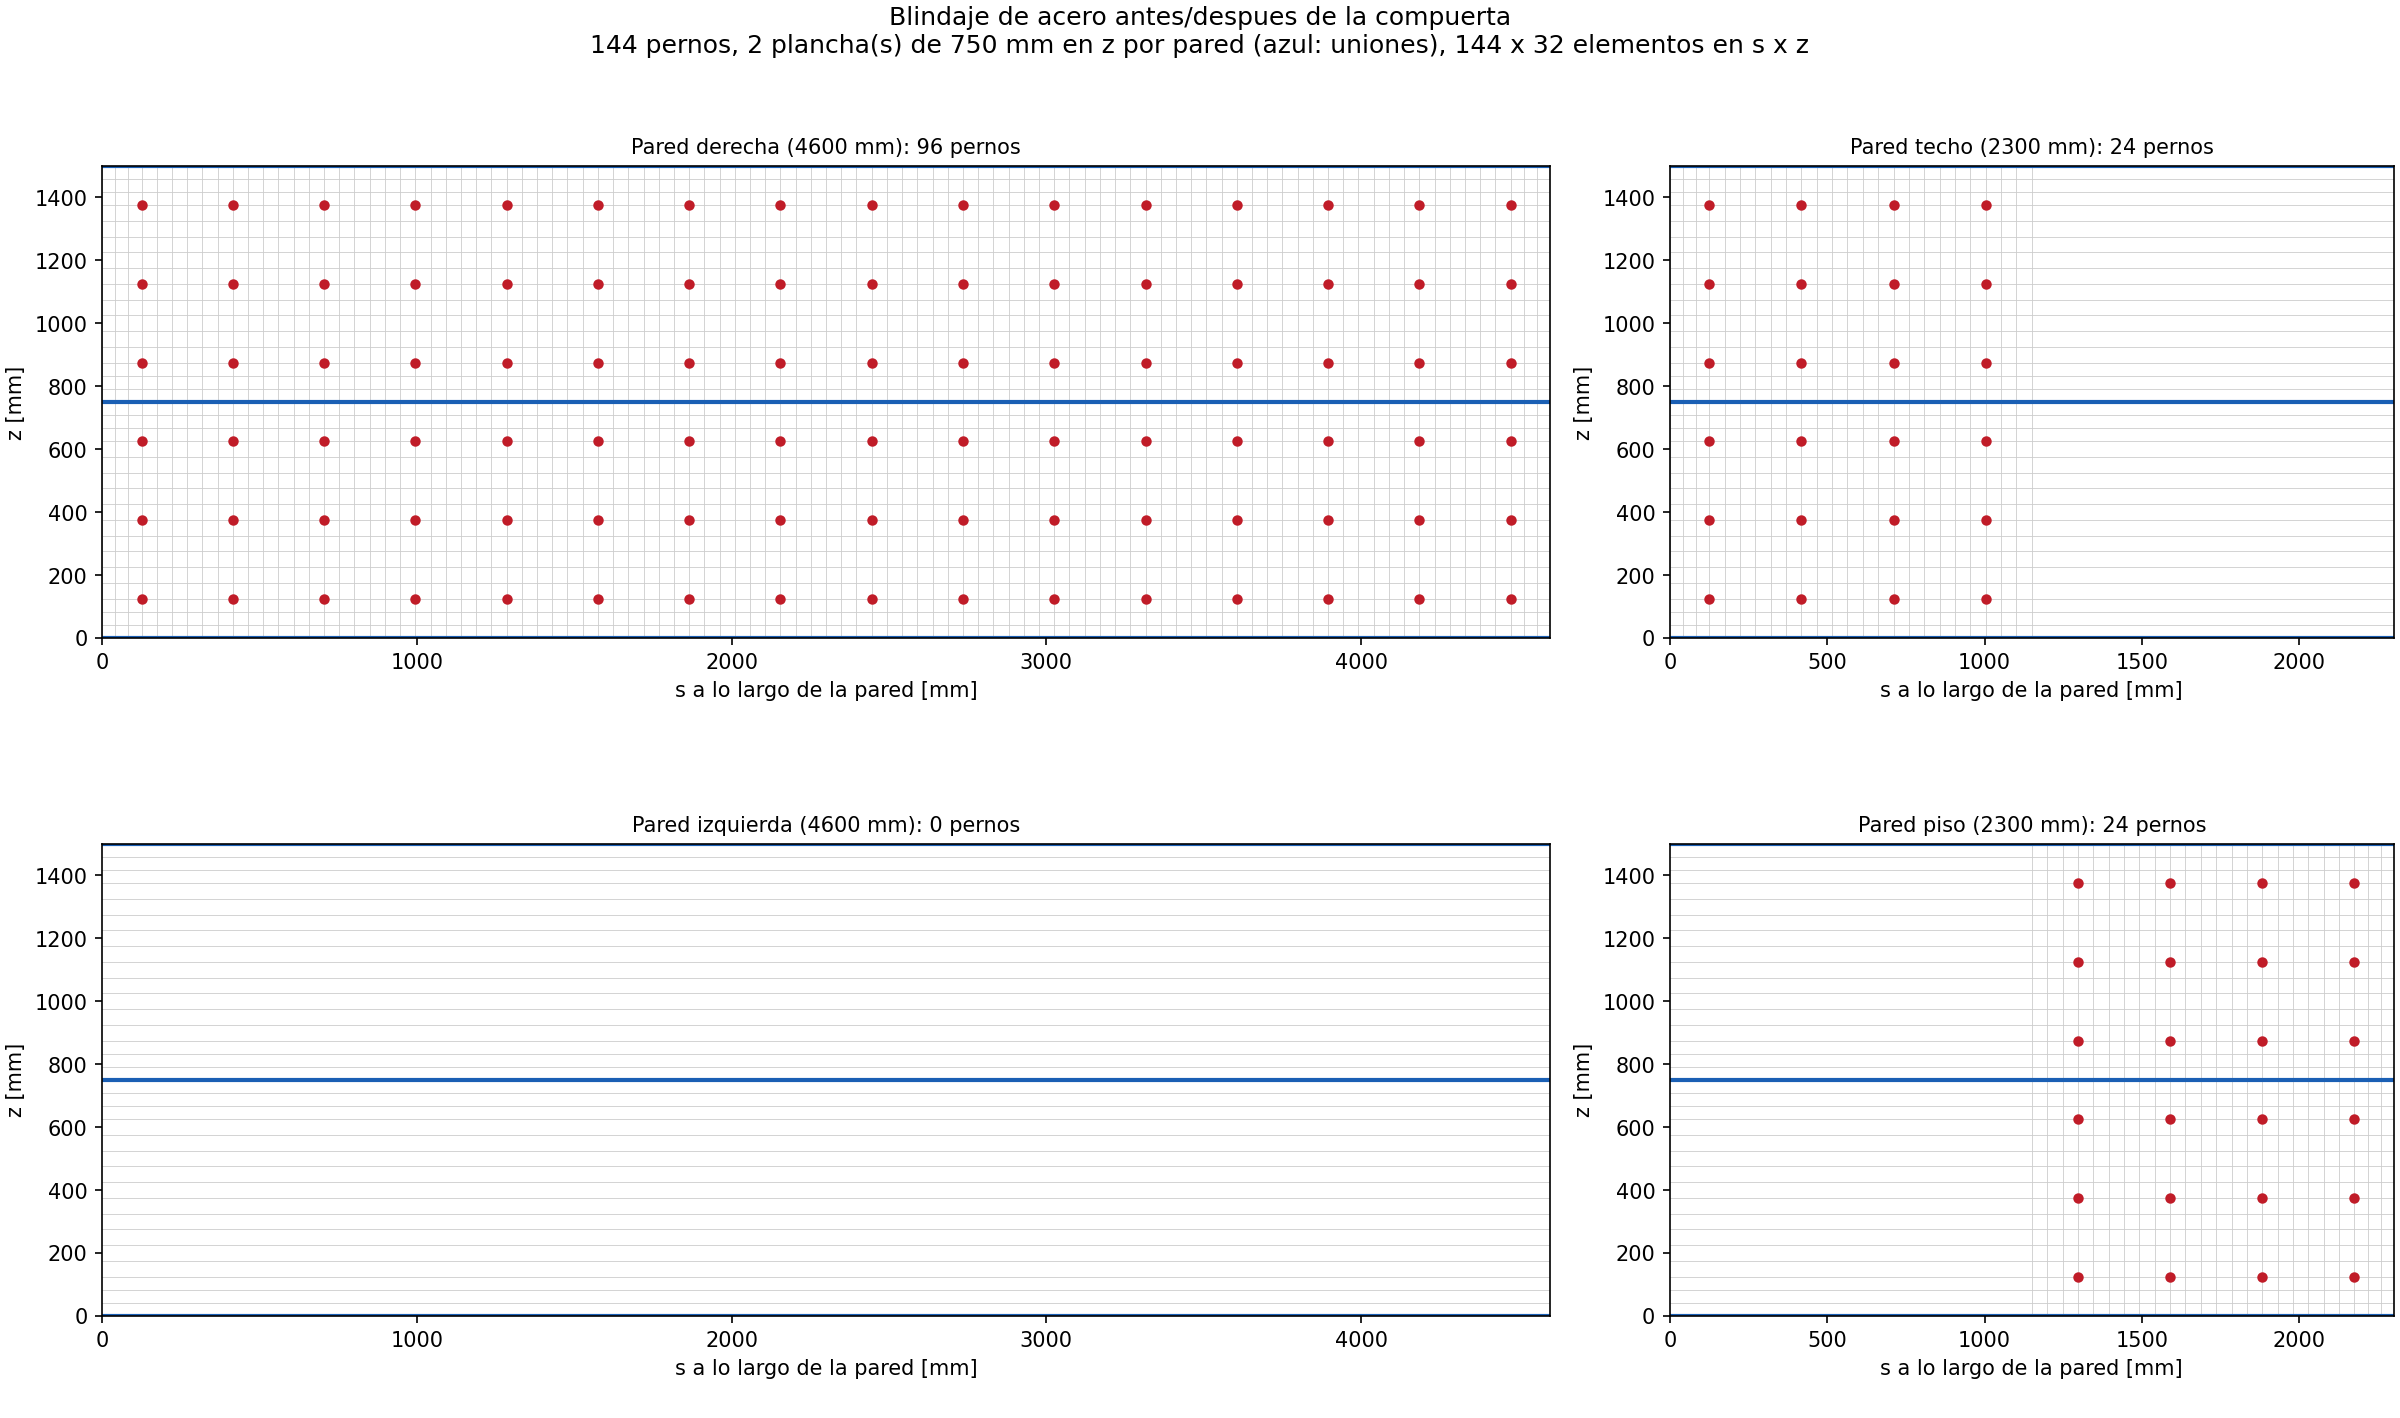 Blindaje de acero antes/despues de la compuerta
144 pernos, 2 plancha(s) de 750 mm en z por pared (azul: uniones), 144 x 32 elementos en s x z
Pared derecha (4600 mm): 96 pernos
1400
1200
1000
800
600
400
200
0
z [mm]
0 1000 2000 3000 4000
s a lo largo de la pared [mm]
Pared techo (2300 mm): 24 pernos
1400
1200
1000
800
600
400
200
0
z [mm]
0 500 1000 1500 2000
s a lo largo de la pared [mm]
Pared izquierda (4600 mm): 0 pernos
1400
1200
1000
800
600
400
200
0
z [mm]
0 1000 2000 3000 4000
s a lo largo de la pared [mm]
Pared piso (2300 mm): 24 pernos
1400
1200
1000
800
600
400
200
0
z [mm]
0 500 1000 1500 2000
s a lo largo de la pared [mm]